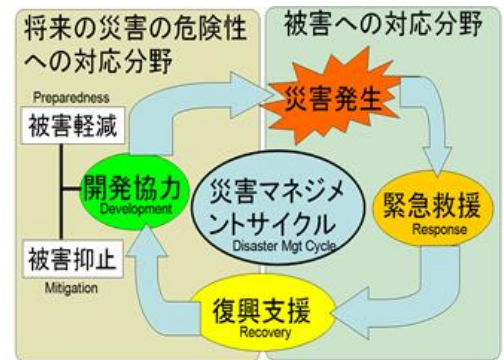 将来の災害の危険性
への対応分野
被害への対応分野
Preparedness
被害軽減
災害発生
開発協力
Development
災害マネジメ
ントサイクル
Disaster Mgt Cycle
緊急救援
Response
被害抑止
Mitigation
復興支援
Recovery